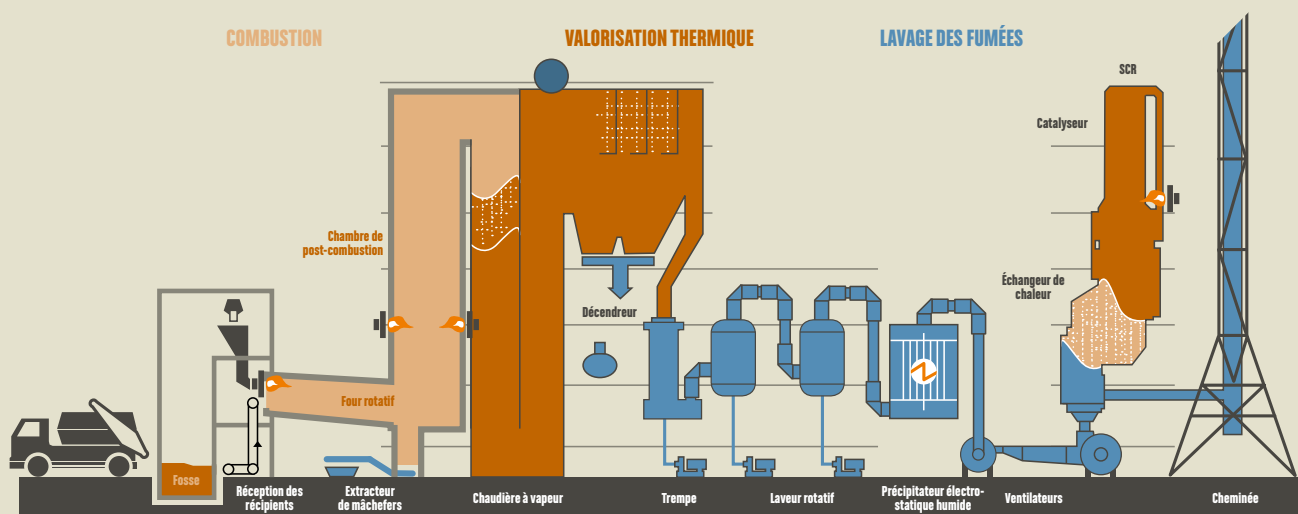 COMBUSTION
VALORISATION THERMIQUE
LAVAGE DES FUMÉES
SCR
Catalyseur
Chambre de
post-combustion
Échangeur de
chaleur
Décendreur
Four rotatif
Fosse
Réception des
récipients
Extracteur
de mâchefers
Chaudière à vapeur
Trempe
Laveur rotatif
Précipitateur électro-
statique humide
Ventilateurs
Cheminée